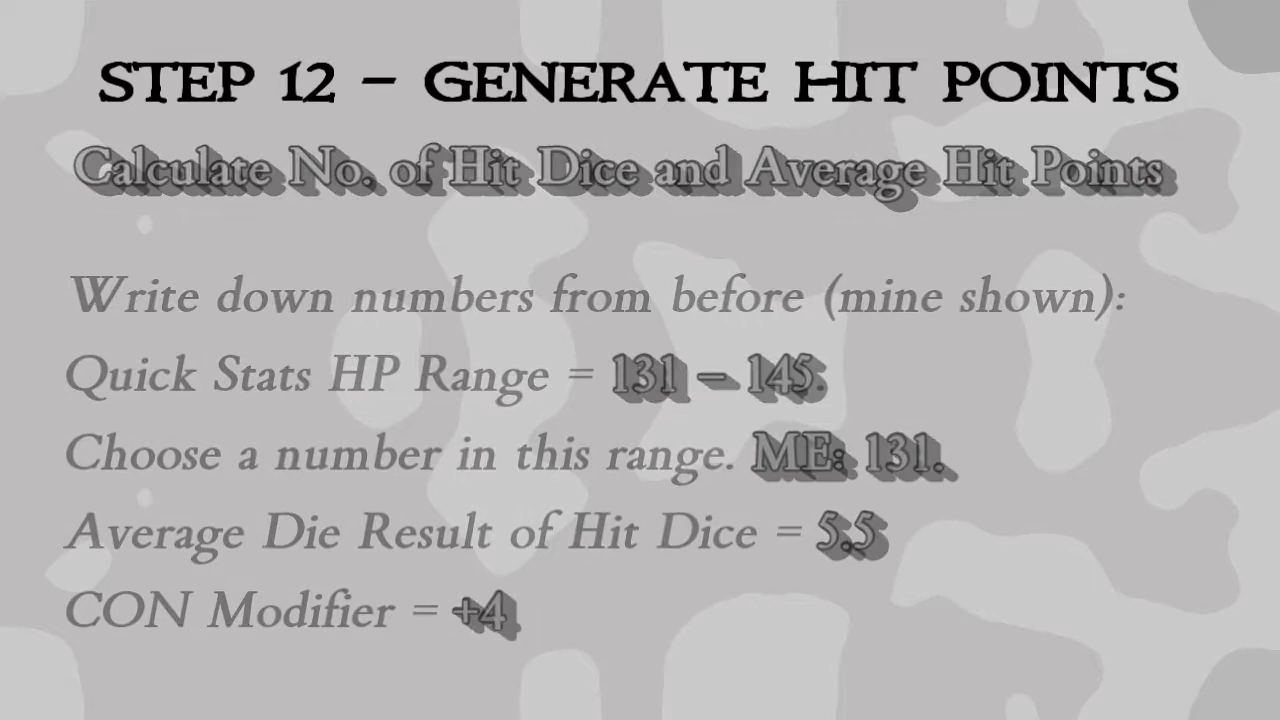 STEP 12 – GENERATE HIT POINTS
Calculate No. of Hit Dice and Average Hit Points
Write down numbers from before (mine shown):
Quick Stats HP Range = 131 – 145.
Choose a number in this range. ME: 131.
Average Die Result of Hit Dice = 5.5
CON Modifier = +4